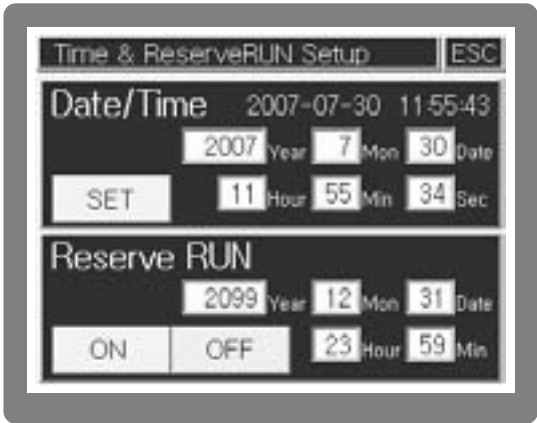 Time & ReserveRUN Setup ESC
Date/Time 2007-07-30 11:55:43
2007 Year 7 Mon 30 Date
SET 11 Hour 55 Min 34 Sec
Reserve RUN
2099 Year 12 Mon 31 Date
ON OFF 23 Hour 59 Min